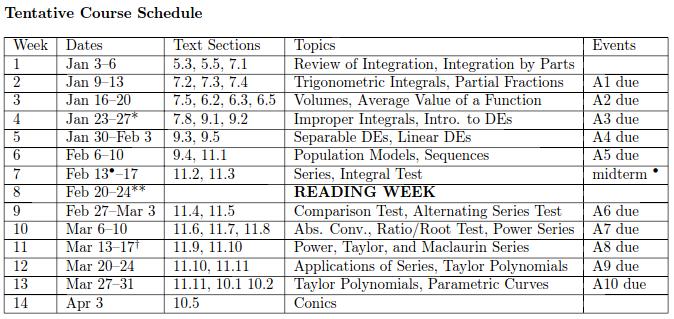 Tentative Course Schedule
Week Dates Text Sections Topics Events
1 Jan 3–6 5.3, 5.5, 7.1 Review of Integration, Integration by Parts
2 Jan 9–13 7.2, 7.3, 7.4 Trigonometric Integrals, Partial Fractions A1 due
3 Jan 16–20 7.5, 6.2, 6.3, 6.5 Volumes, Average Value of a Function A2 due
4 Jan 23–27* 7.8, 9.1, 9.2 Improper Integrals, Intro. to DEs A3 due
5 Jan 30–Feb 3 9.3, 9.5 Separable DEs, Linear DEs A4 due
6 Feb 6–10 9.4, 11.1 Population Models, Sequences A5 due
7 Feb 13•–17 11.2, 11.3 Series, Integral Test midterm •
8 Feb 20–24** READING WEEK
9 Feb 27–Mar 3 11.4, 11.5 Comparison Test, Alternating Series Test A6 due
10 Mar 6–10 11.6, 11.7, 11.8 Abs. Conv., Ratio/Root Test, Power Series A7 due
11 Mar 13–17† 11.9, 11.10 Power, Taylor, and Maclaurin Series A8 due
12 Mar 20–24 11.10, 11.11 Applications of Series, Taylor Polynomials A9 due
13 Mar 27–31 11.11, 10.1 10.2 Taylor Polynomials, Parametric Curves A10 due
14 Apr 3 10.5 Conics